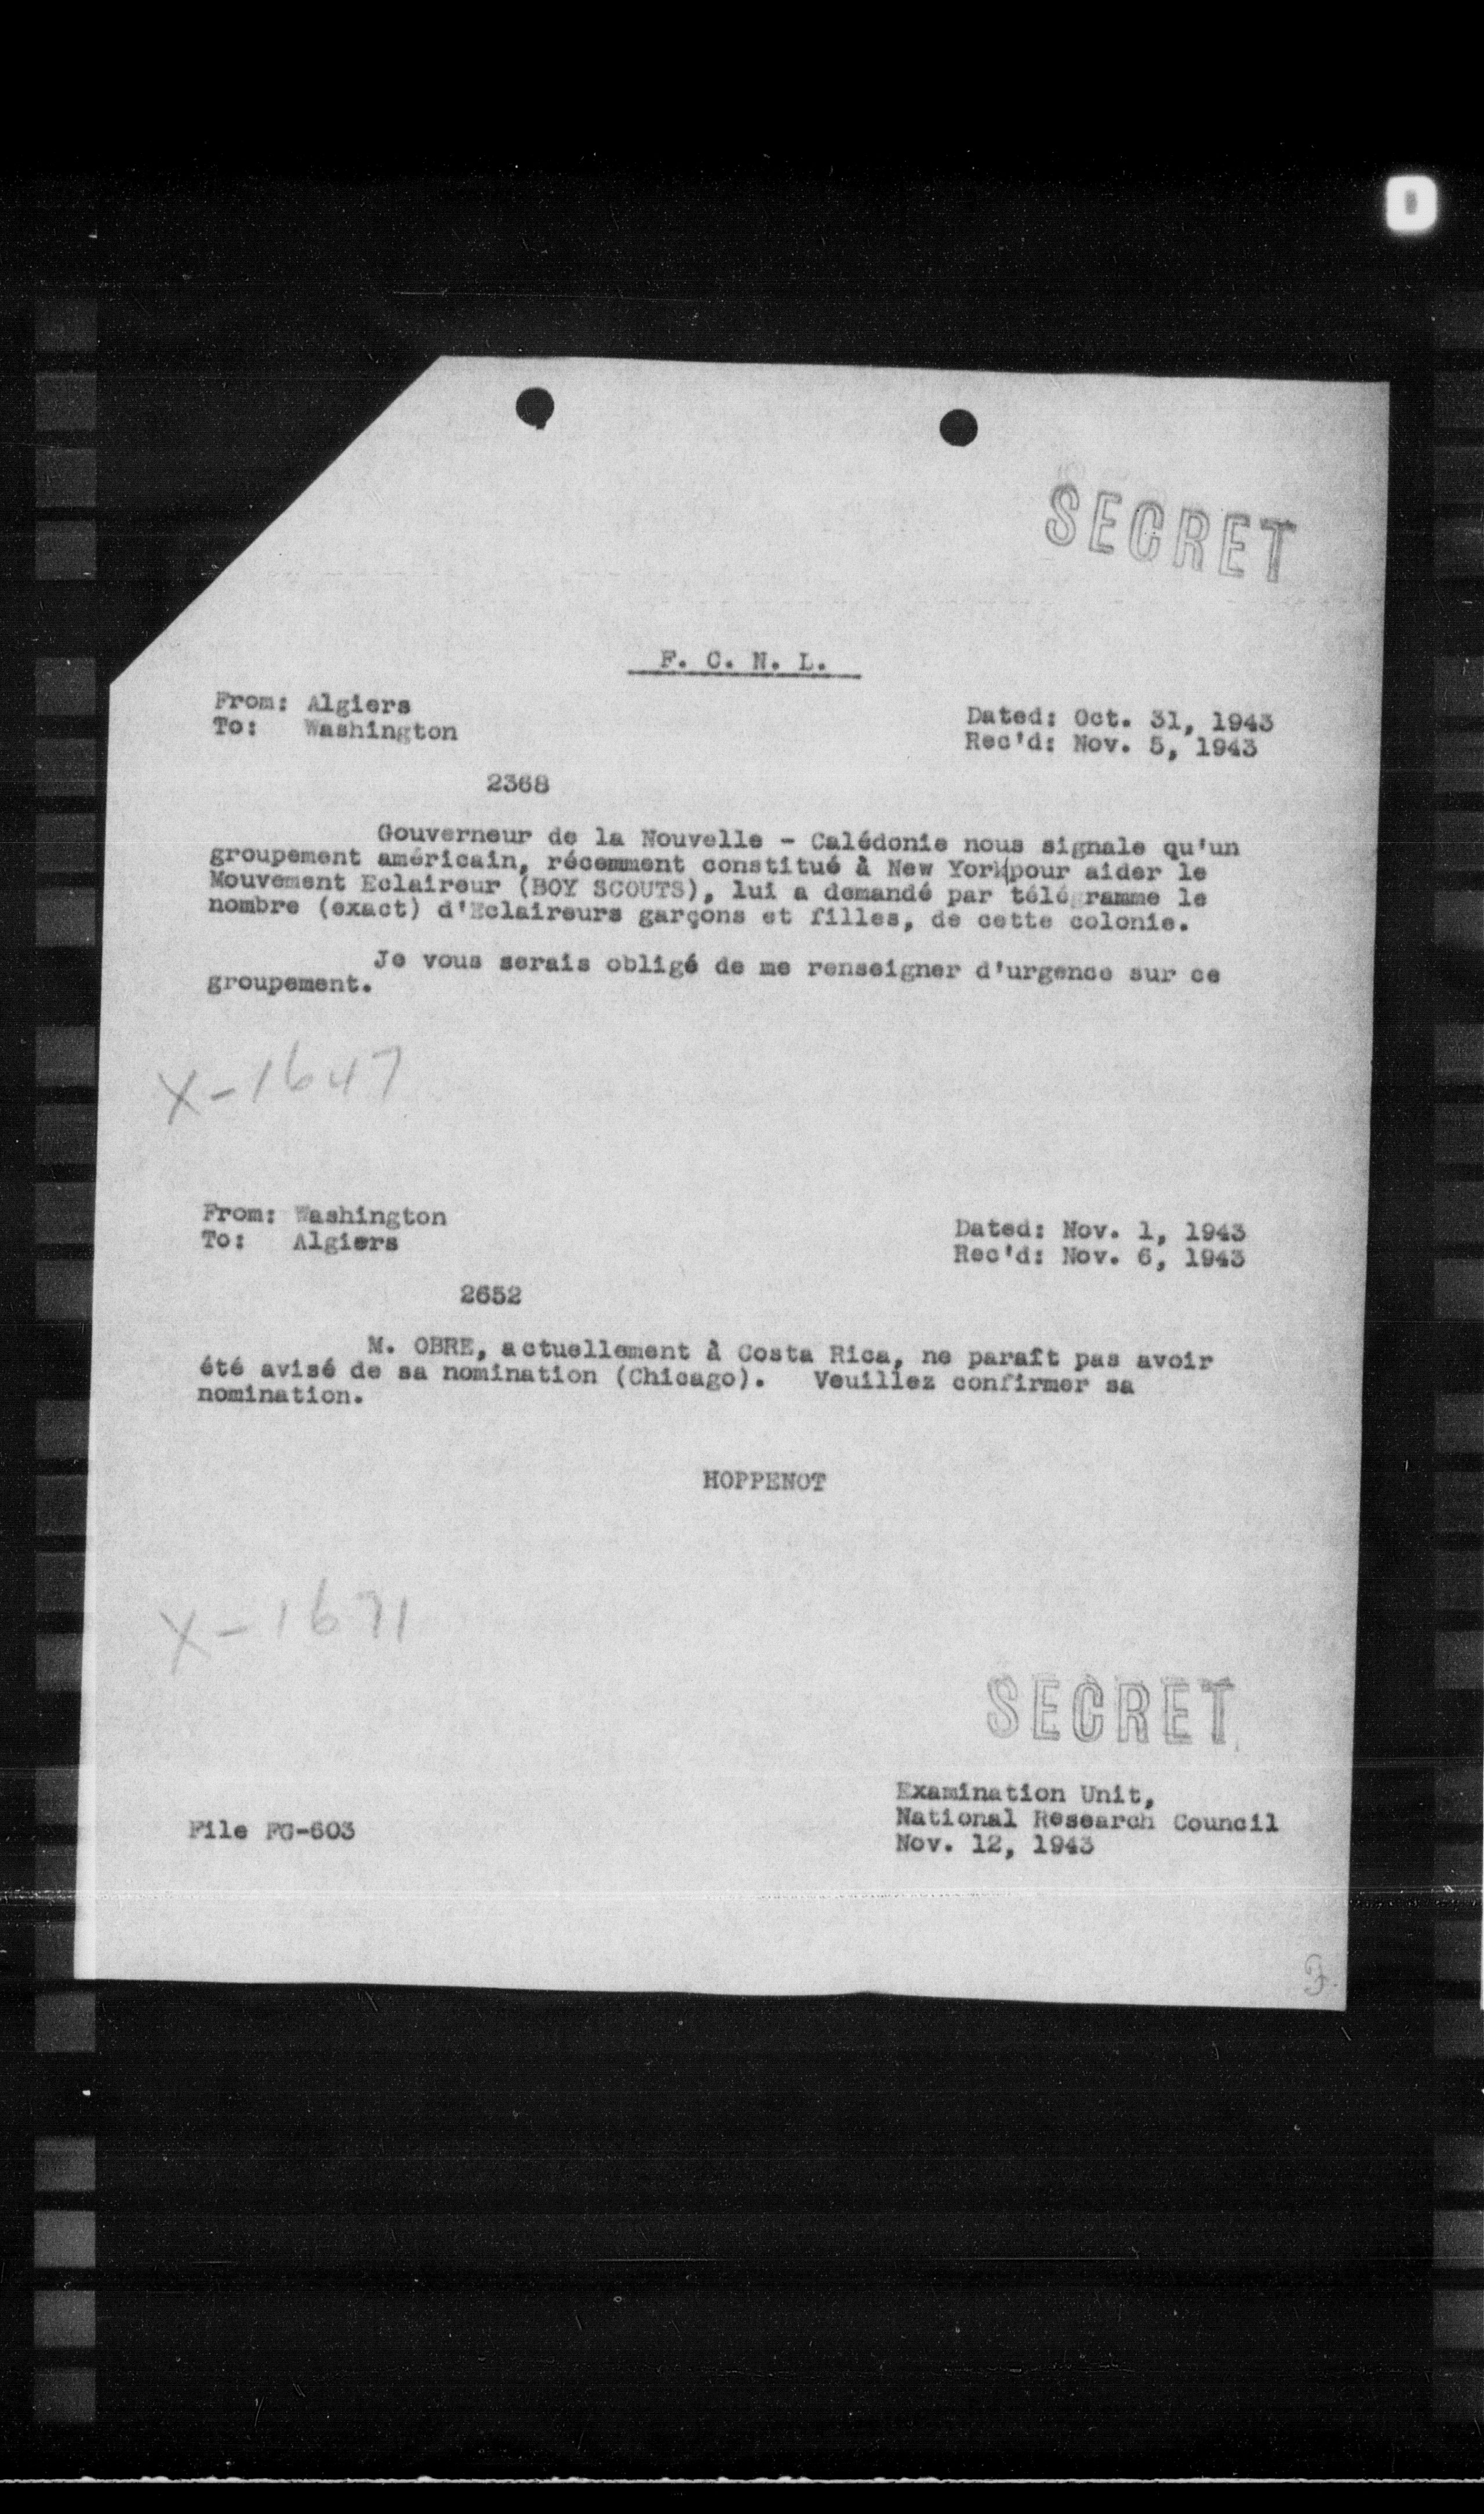 SECRET
F. C. N. L.
From: Algiers
To: Washington
Dated: Oct. 31, 1943
Rec'd: Nov. 5, 1943
2368
Gouverneur de la Nouvelle - Calédonie nous signale qu'un
groupement américain, récemment constitué à New York|pour aider le
Mouvement Eclaireur (BOY SCOUTS), lui a demandé par télégramme le
nombre (exact) d'Eclaireurs garçons et filles, de cette colonie.
Je vous serais obligé de me renseigner d'urgence sur ce
groupement.
X-1647
From: Washington
To: Algiers
Dated: Nov. 1, 1943
Rec'd: Nov. 6, 1943
2652
M. OBRE, actuellement à Costa Rica, ne paraît pas avoir
été avisé de sa nomination (Chicago). Veuillez confirmer sa
nomination.
HOPPENOT
X-1671
SECRET
Examination Unit,
National Research Council
Nov. 12, 1943
File FG-603